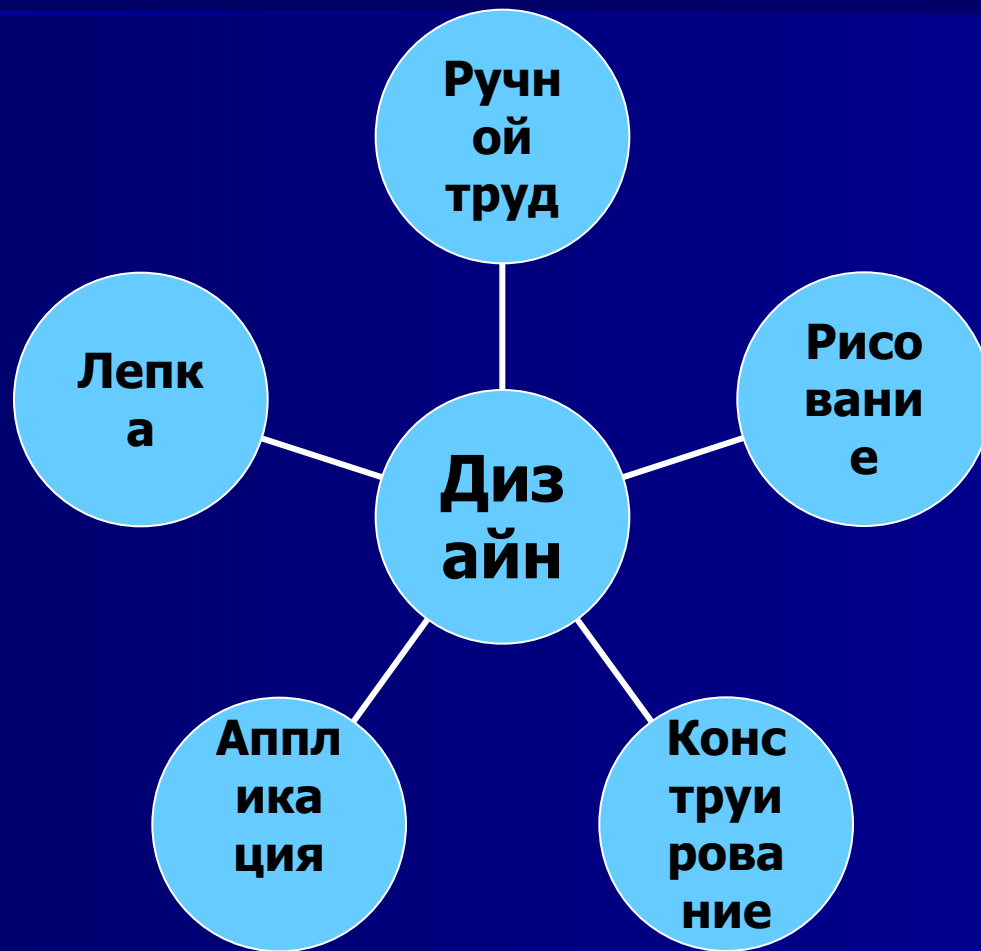 Ручн
ой
труд
Рисо
вани
е
Лепк
а
Диз
айн
Аппл
ика
ция
Конс
труи
рова
ние